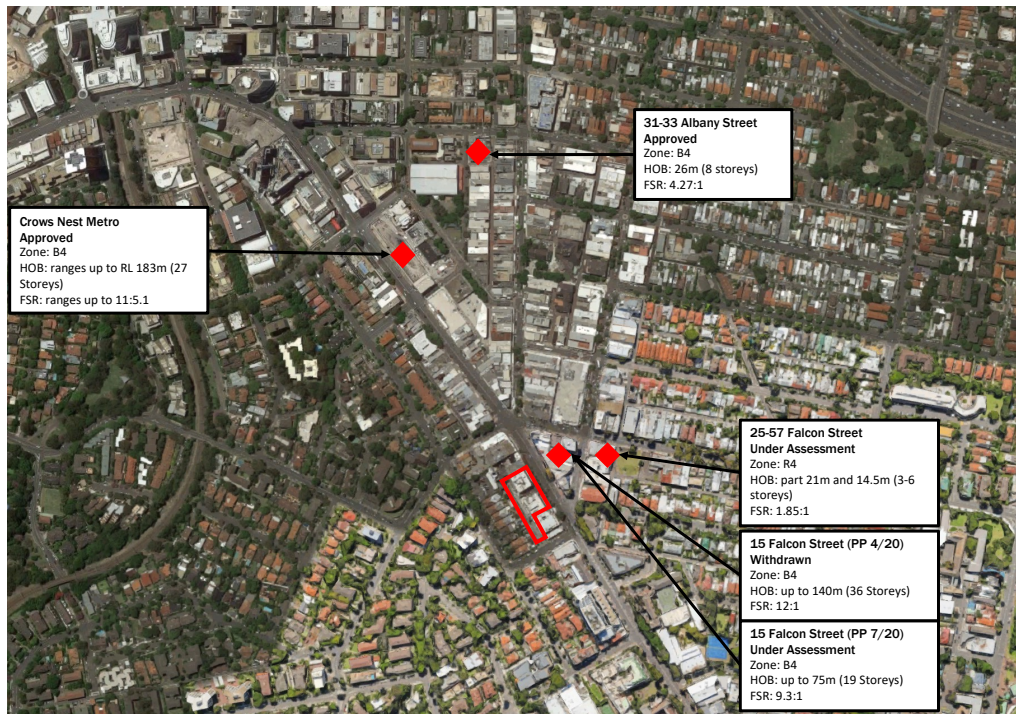 31-33 Albany Street
Approved
Zone: B4
HOB: 26m (8 storeys)
FSR: 4.27:1
Crows Nest Metro
Approved
Zone: B4
HOB: ranges up to RL 183m (27
Storeys)
FSR: ranges up to 11:5.1
25-57 Falcon Street
Under Assessment
Zone: R4
HOB: part 21m and 14.5m (3-6
storeys)
FSR: 1.85:1
15 Falcon Street (PP 4/20)
Withdrawn
Zone: B4
HOB: up to 140m (36 Storeys)
FSR: 12:1
15 Falcon Street (PP 7/20)
Under Assessment
Zone: B4
HOB: up to 75m (19 Storeys)
FSR: 9.3:1